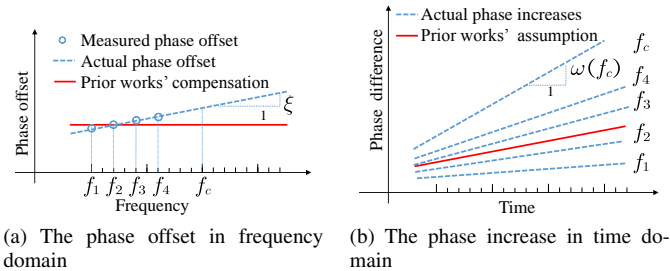 Measured phase offset
Actual phase offset
Prior works' compensation
Phase offset
ξ
1
f1 f2 f3 f4 fc
Frequency
(a) The phase offset in frequency
domain
Actual phase increases
Prior works' assumption
Phase difference
fc
ω(fc)
1
f4
f3
f2
f1
Time
(b) The phase increase in time do-
main